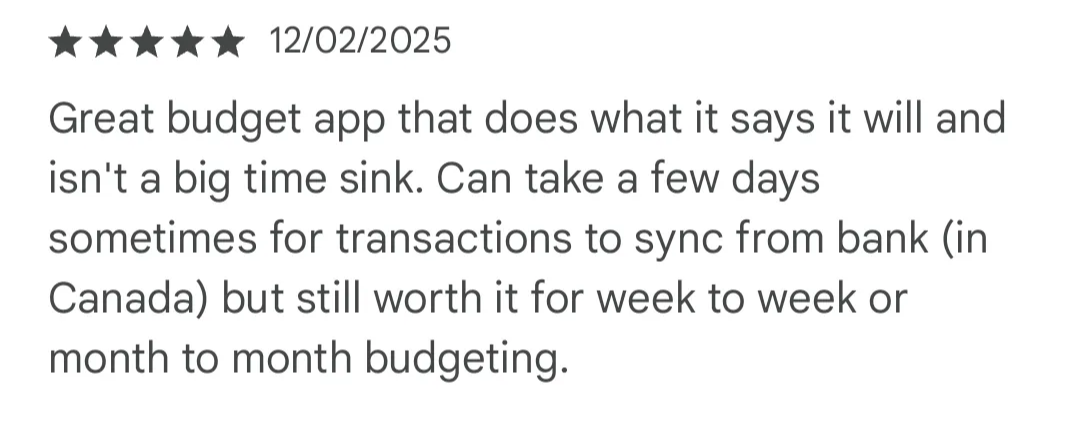 ★★★★★ 12/02/2025
Great budget app that does what it says it will and
isn't a big time sink. Can take a few days
sometimes for transactions to sync from bank (in
Canada) but still worth it for week to week or
month to month budgeting.